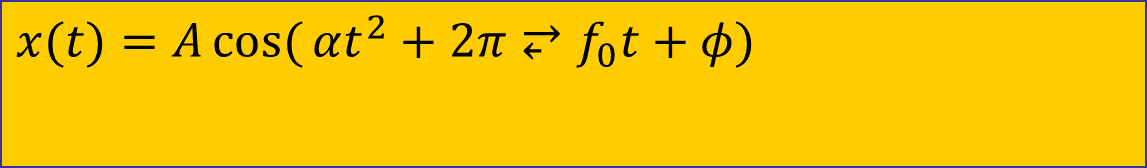 x(t) = A cos( αt² + 2π ⇄ f₀t + ϕ)